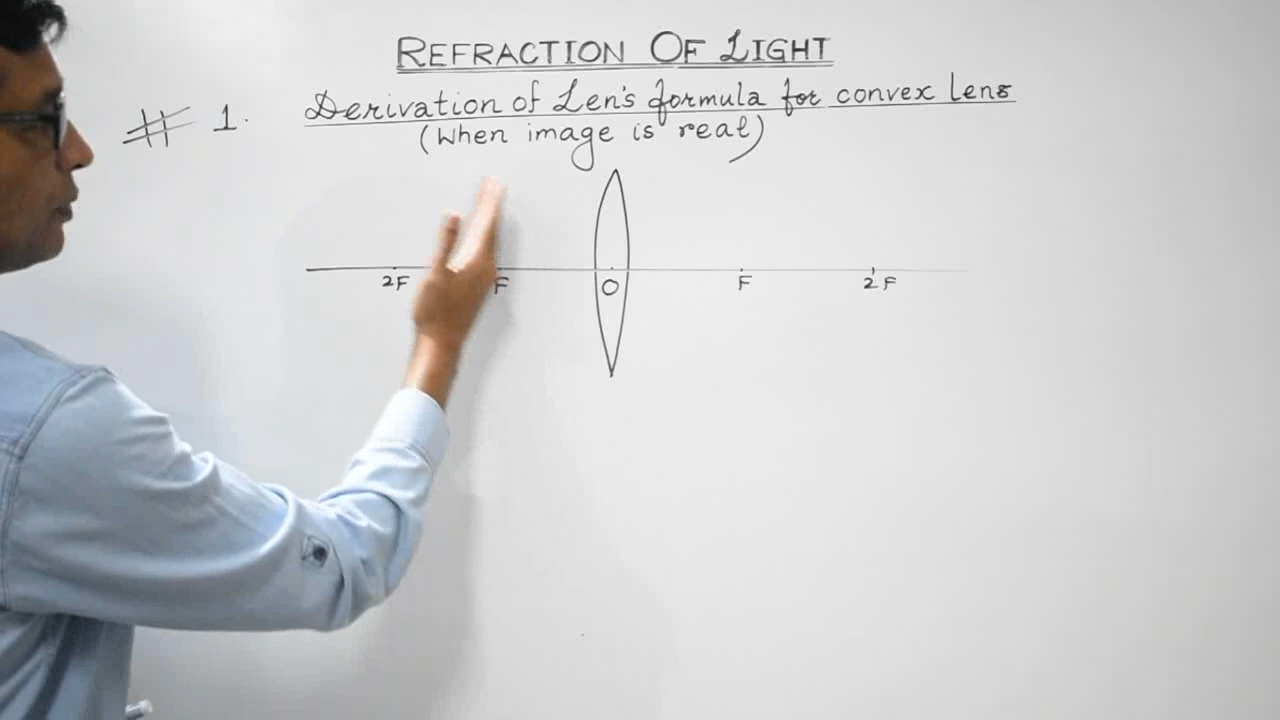 REFRACTION OF LIGHT
# 1. Derivation of Len's formula for convex lens
(When image is real)
2F F O F 2F